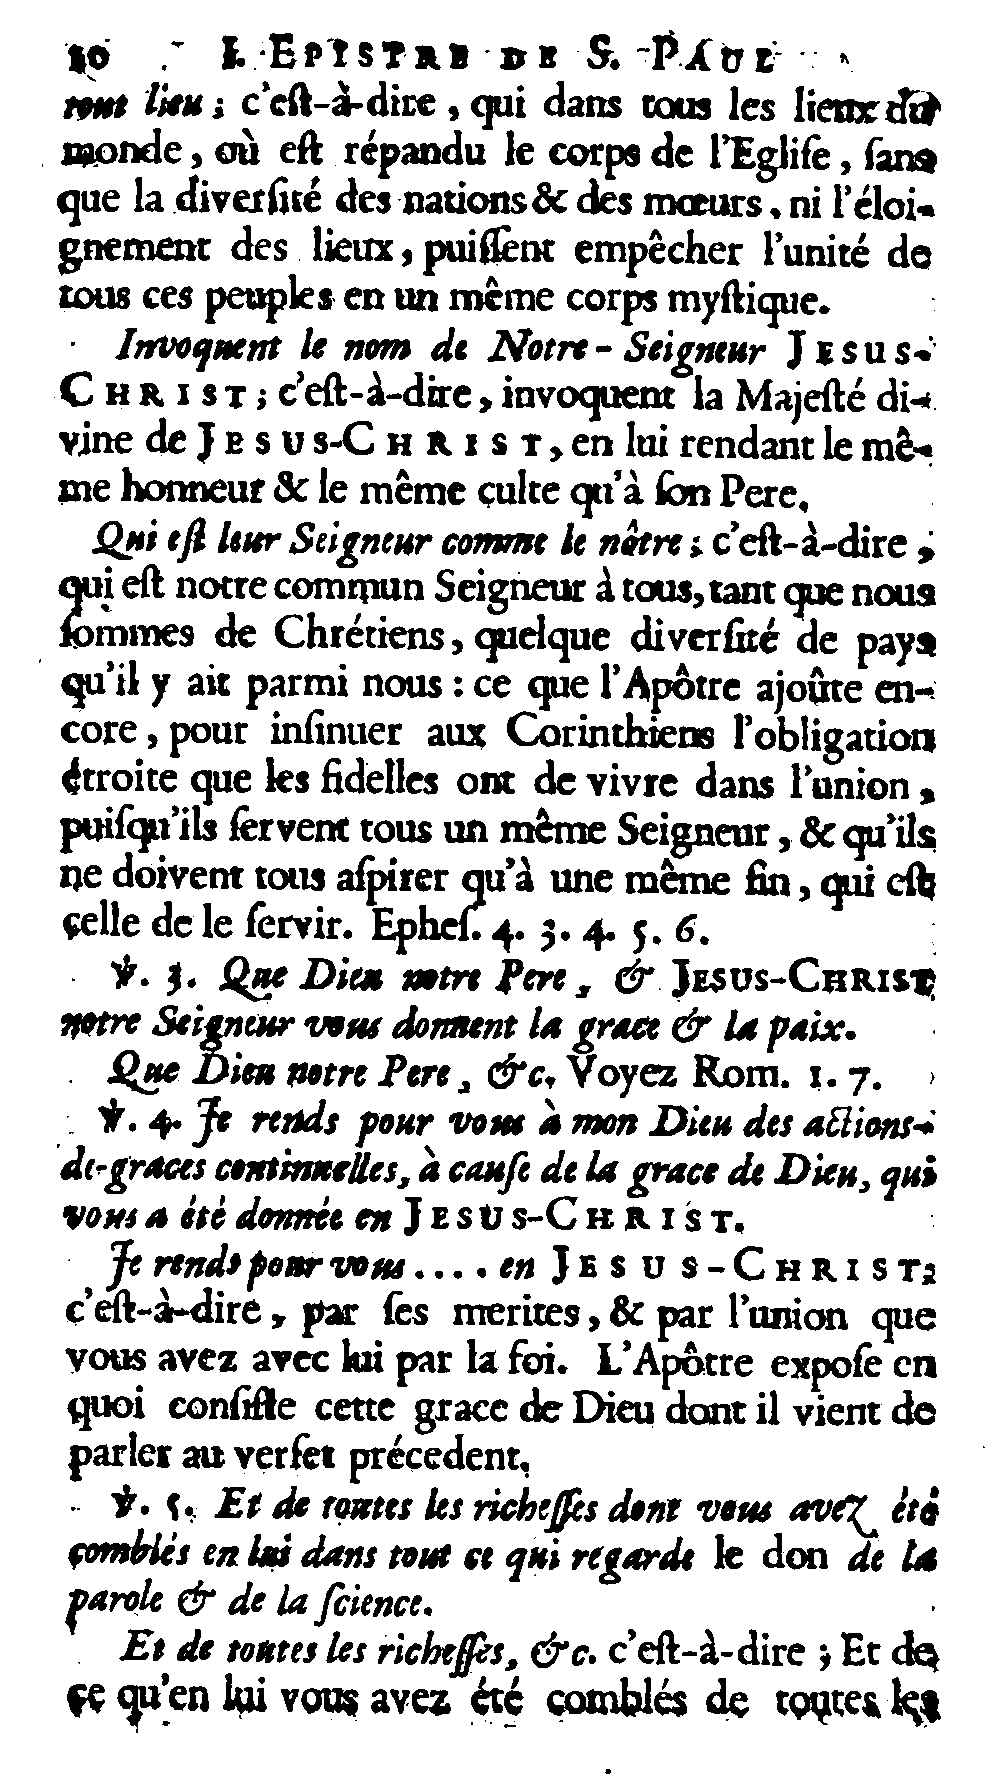 10 I. EPISTRE DE S. PAUL
tout lieu ; c'eſt-à-dire , qui dans tous les lieux du
monde , où eſt répandu le corps de l'Egliſe , ſans
que la diverſité des nations & des mœurs , ni l'éloi-
gnement des lieux , puiſſent empêcher l'unité de
tous ces peuples en un même corps myſtique.
Invoquent le nom de Notre-Seigneur JESUS-
CHRIST ; c'eſt-à-dire , invoquent la Majeſté di-
vine de JESUS-CHRIST, en lui rendant le mê-
me honneur & le même culte qu'à ſon Pere.
Qui eſt leur Seigneur comme le nôtre ; c'eſt-à-dire ,
qui eſt notre commun Seigneur à tous, tant que nous
ſommes de Chrétiens , quelque diverſité de pays
qu'il y ait parmi nous : ce que l'Apôtre ajoûte en-
core , pour inſinuer aux Corinthiens l'obligation
étroite que les fidelles ont de vivre dans l'union ,
puiſqu'ils ſervent tous un même Seigneur , & qu'ils
ne doivent tous aſpirer qu'à une même fin , qui eſt
celle de le ſervir. Epheſ. 4. 3. 4. 5. 6.
℣. 3. Que Dieu notre Pere , & JESUS-CHRIST
notre Seigneur vous donnent la grace & la paix.
Que Dieu notre Pere , &c. Voyez Rom. 1. 7.
℣. 4. Je rends pour vous à mon Dieu des actions-
de-graces continuelles, à cauſe de la grace de Dieu, qui
vous a été donnée en JESUS-CHRIST.
Je rends pour vous .... en JESUS-CHRIST ;
c'eſt-à-dire , par ſes merites , & par l'union que
vous avez avec lui par la foi. L'Apôtre expoſe en
quoi conſiſte cette grace de Dieu dont il vient de
parler au verſet précedent.
℣. 5. Et de toutes les richeſſes dont vous avez été
comblés en lui dans tout ce qui regarde le don de la
parole & de la ſcience.
Et de toutes les richeſſes, &c. c'eſt-à-dire ; Et de
ce qu'en lui vous avez été comblés de toutes les